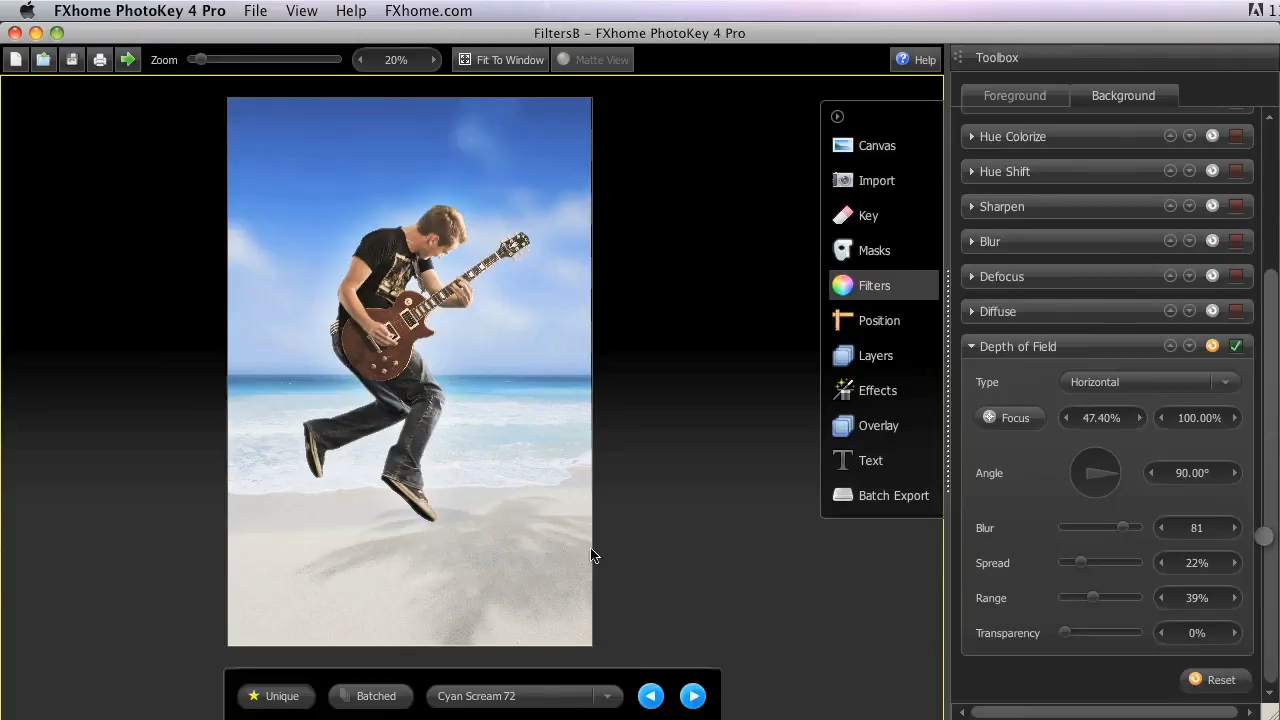 FXhome PhotoKey 4 Pro File View Help FXhome.com
FiltersB – FXhome PhotoKey 4 Pro
Zoom 20% Fit To Window Matte View Help
Toolbox
Foreground Background
Canvas
Import
Key
Masks
Filters
Position
Layers
Effects
Overlay
Text
Batch Export
Hue Colorize
Hue Shift
Sharpen
Blur
Defocus
Diffuse
Depth of Field
Type Horizontal
Focus 47.40% 100.00%
Angle 90.00°
Blur 81
Spread 22%
Range 39%
Transparency 0%
Reset
Unique Batched Cyan Scream 72